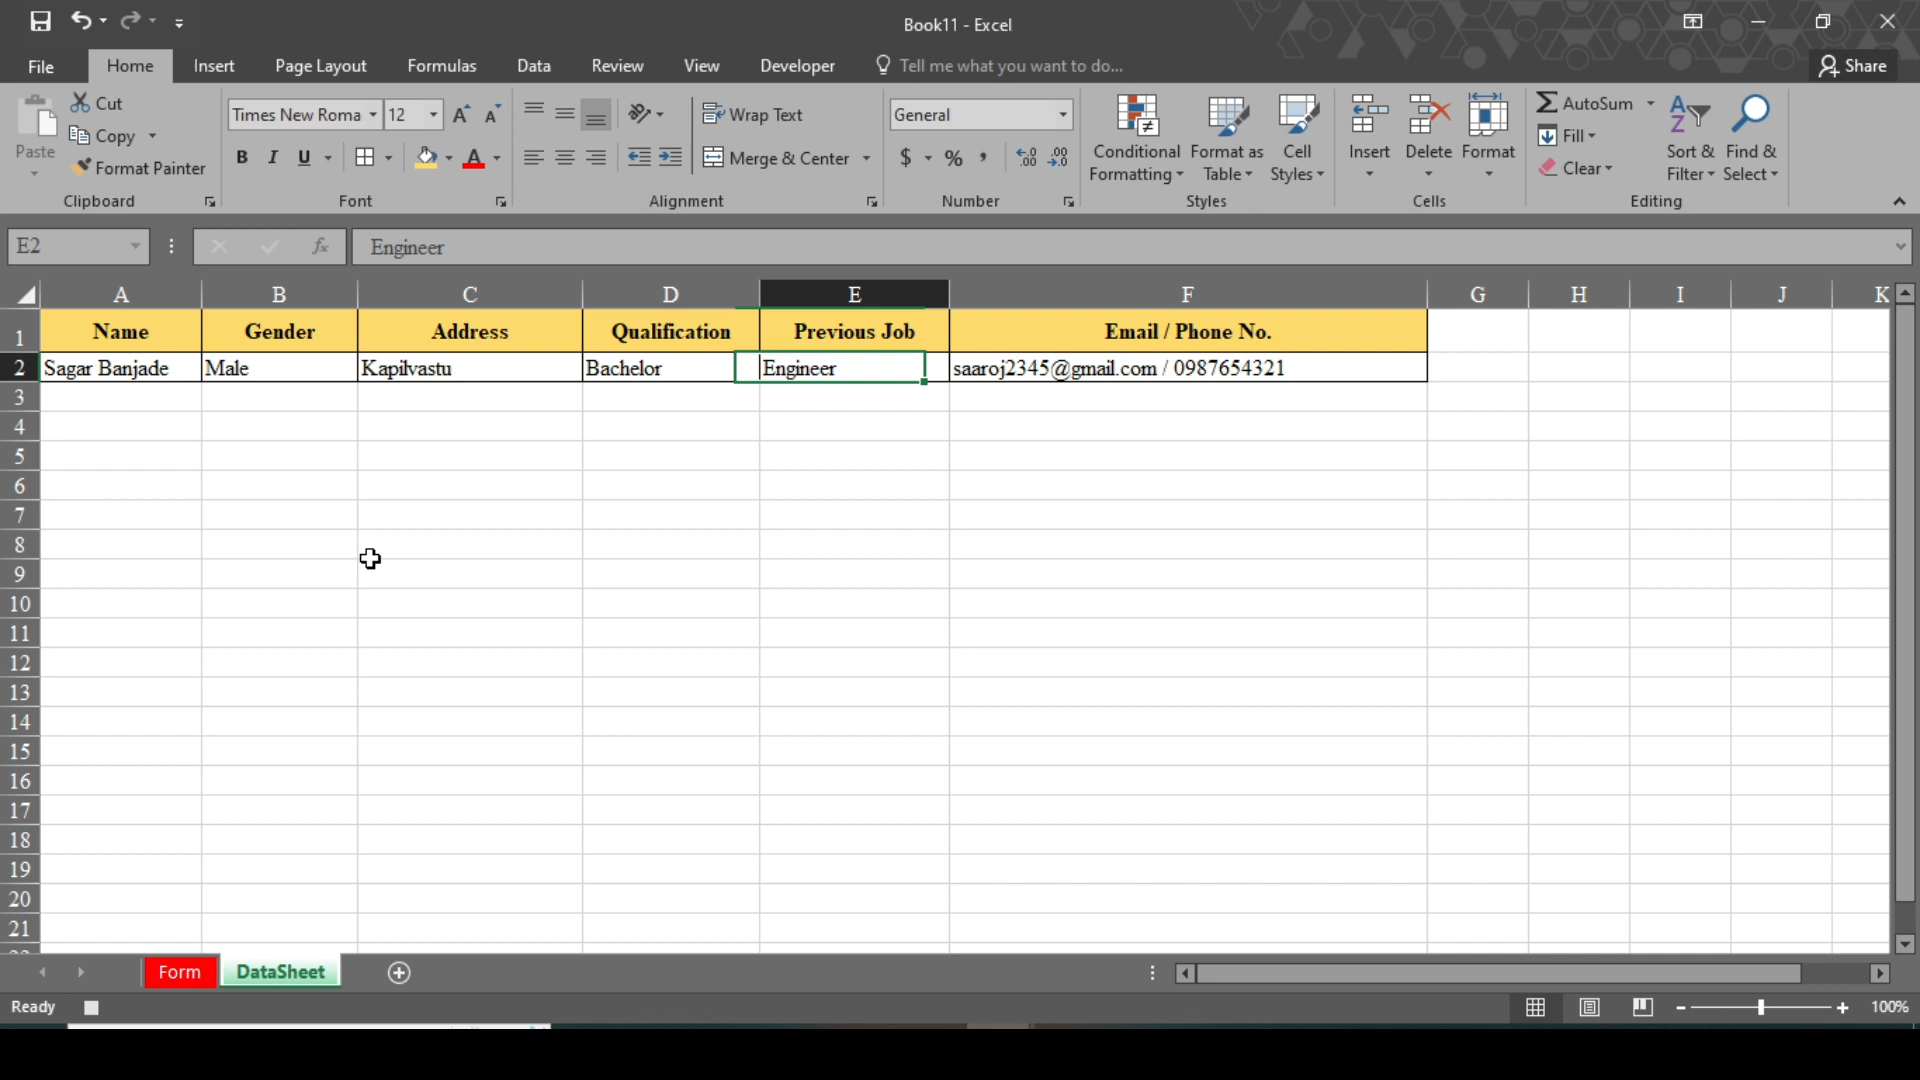 Book11 - Excel
File Home Insert Page Layout Formulas Data Review View Developer Tell me what you want to do... Share
Paste Cut Copy Format Painter Clipboard
Times New Roma 12 A A B I U A Font
Wrap Text Merge & Center Alignment
General $ % , .00 .0 Number
Conditional Formatting Format as Table Cell Styles Styles
Insert Delete Format Cells
AutoSum Fill Clear Sort & Filter Find & Select Editing
E2 fx Engineer
A B C D E F G H I J K
1 Name Gender Address Qualification Previous Job Email / Phone No.
2 Sagar Banjade Male Kapilvastu Bachelor Engineer saaroj2345@gmail.com / 0987654321
3
4
5
6
7
8
9
10
11
12
13
14
15
16
17
18
19
20
21
Form DataSheet
Ready 100%